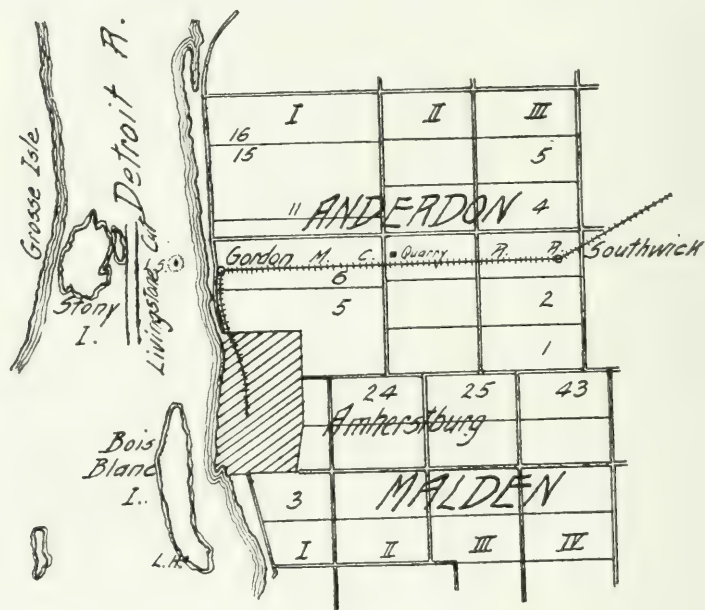 Grosse Isle
Detroit R.
Stony
I.
Livingstone Cut
L.S.
I II III
16
15
5
11
ANDERDON
4
Gordon M. C. Quarry R. R. Southwick
6
5
2
1
24 25 43
Amherstburg
Bois
Blanc
I..
L.H.
3
MALDEN
I II III IV